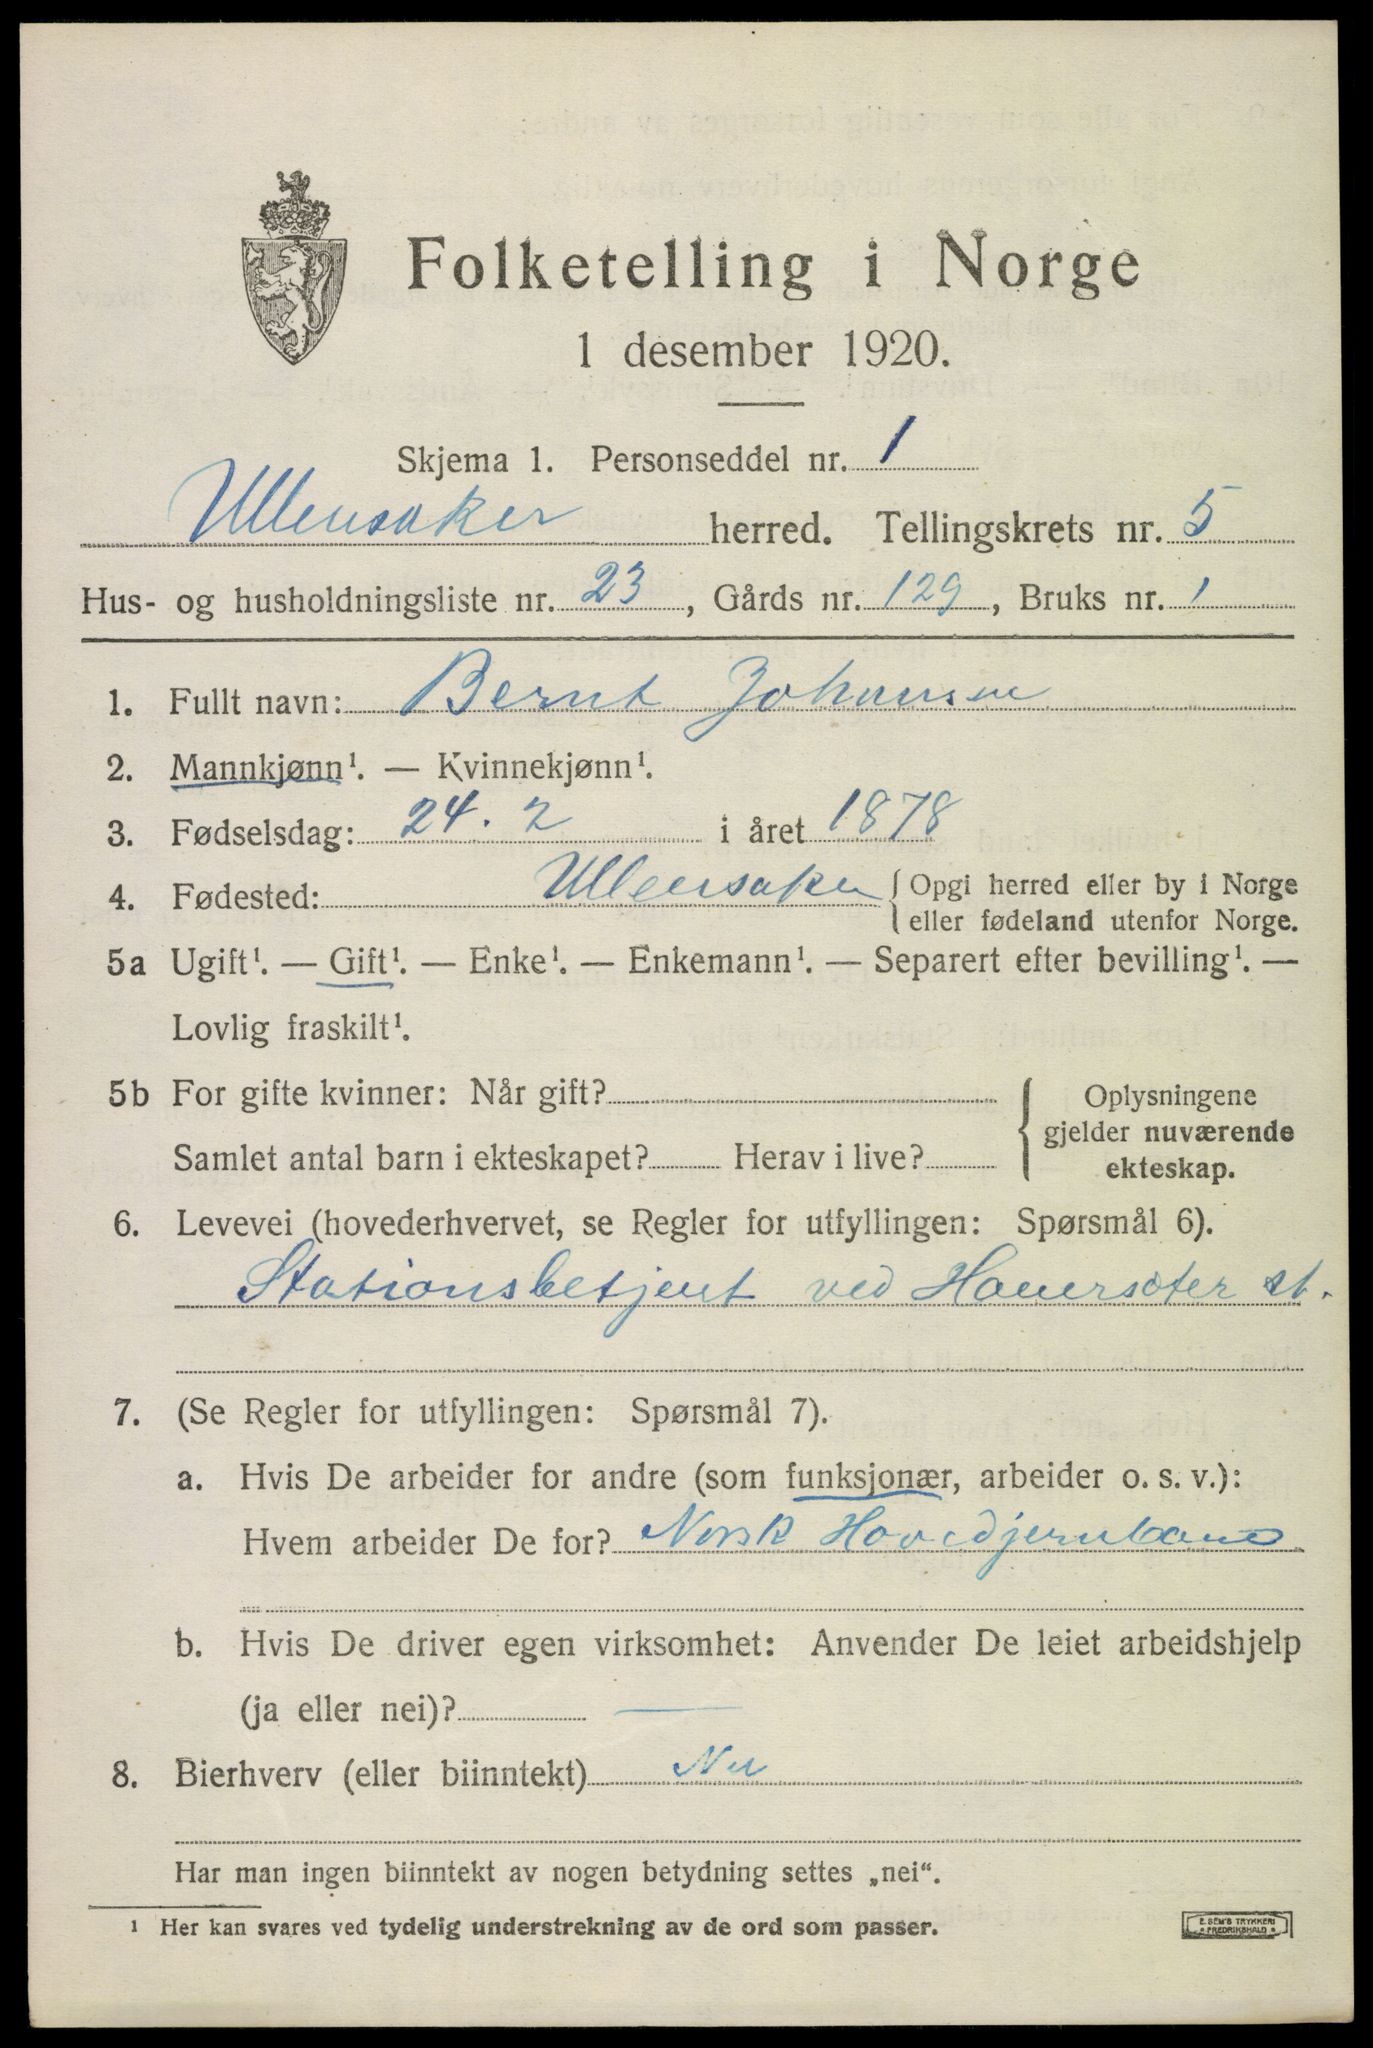 Folketelling i Norge
1 desember 1920.
Skjema 1. Personseddel nr. 1
Ullensaker herred. Tellingskrets nr. 5
Hus- og husholdningsliste nr. 23, Gårds nr. 129, Bruks nr. 1
1. Fullt navn: Bernt Johansen
2. Mannkjønn¹. — Kvinnekjønn¹.
3. Fødselsdag: 24. 2 i året 1878
4. Fødested: Ullensaker { Opgi herred eller by i Norge
eller fødeland utenfor Norge.
5a Ugift¹. — Gift¹. — Enke¹. — Enkemann¹. — Separert efter bevilling¹. —
Lovlig fraskilt¹.
5b For gifte kvinner: Når gift? { Oplysningene
gjelder nuværende
Samlet antal barn i ekteskapet? Herav i live?
ekteskap.
6. Levevei (hovederhvervet, se Regler for utfyllingen: Spørsmål 6).
Stationsbetjent ved Hauersæter st.
7. (Se Regler for utfyllingen: Spørsmål 7).
a. Hvis De arbeider for andre (som funksjonær, arbeider o. s. v.):
Hvem arbeider De for? Norsk Hovedjernbane
b. Hvis De driver egen virksomhet: Anvender De leiet arbeidshjelp
(ja eller nei)? —
8. Bierhverv (eller biinntekt) Nei
Har man ingen biinntekt av nogen betydning settes „nei".
¹ Her kan svares ved tydelig understrekning av de ord som passer.
E. SEM'S TRYKKERI
* FREDRIKSHALD *